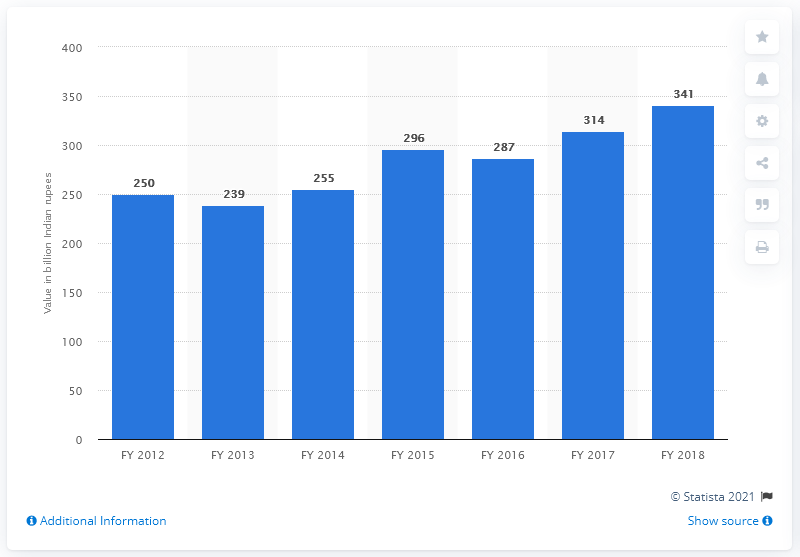 400
350
300
250
200
150
100
50
0
Value in billion Indian rupees
250
239
255
296
287
314
341
FY 2012
FY 2013
FY 2014
FY 2015
FY 2016
FY 2017
FY 2018
© Statista 2021
Additional Information
Show source